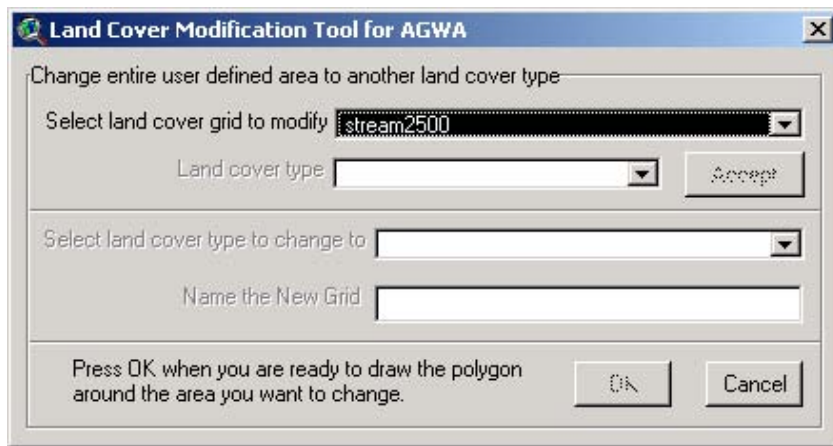 Land Cover Modification Tool for AGWA
Change entire user defined area to another land cover type
Select land cover grid to modify stream2500
Land cover type Accept
Select land cover type to change to
Name the New Grid
Press OK when you are ready to draw the polygon
around the area you want to change.
OK Cancel